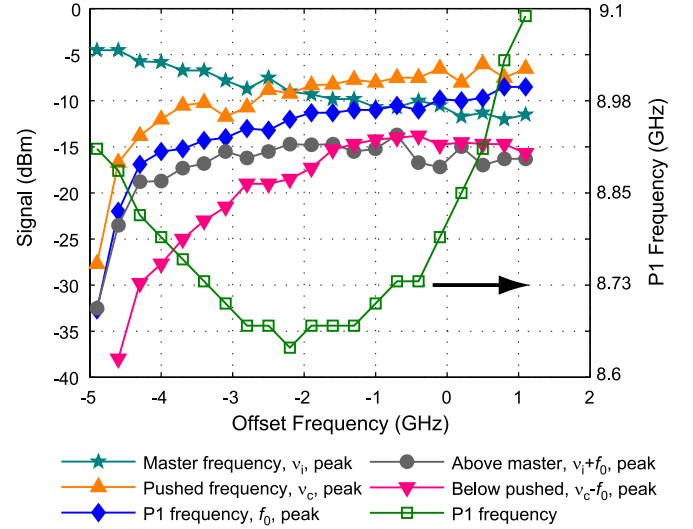 0
-5
-10
-15
-20
-25
-30
-35
-40
Signal (dBm)
9.1
8.98
8.85
8.73
8.6
P1 Frequency (GHz)
-5 -4 -3 -2 -1 0 1 2
Offset Frequency (GHz)
Master frequency, νi, peak
Above master, νi+f0, peak
Pushed frequency, νc, peak
Below pushed, νc-f0, peak
P1 frequency, f0, peak
P1 frequency